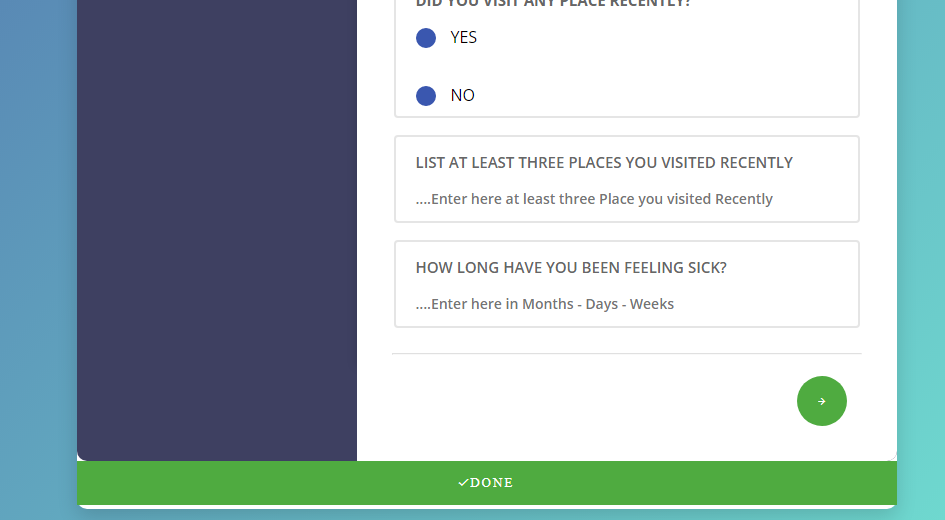 DID YOU VISIT ANY PLACE RECENTLY?
YES
NO
LIST AT LEAST THREE PLACES YOU VISITED RECENTLY
....Enter here at least three Place you visited Recently
HOW LONG HAVE YOU BEEN FEELING SICK?
....Enter here in Months - Days - Weeks
DONE